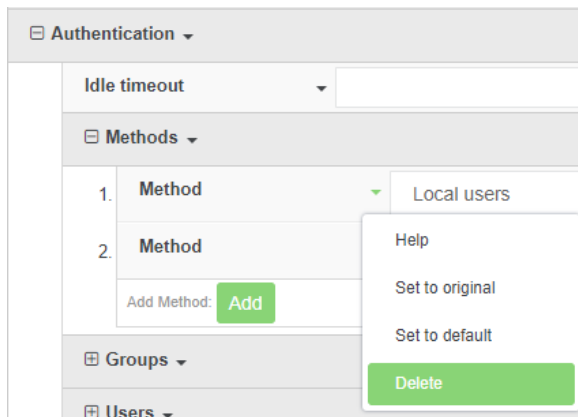 Authentication
Idle timeout
Methods
1. Method Local users
2. Method
Help
Set to original
Add Method: Add
Set to default
Groups
Delete
Users